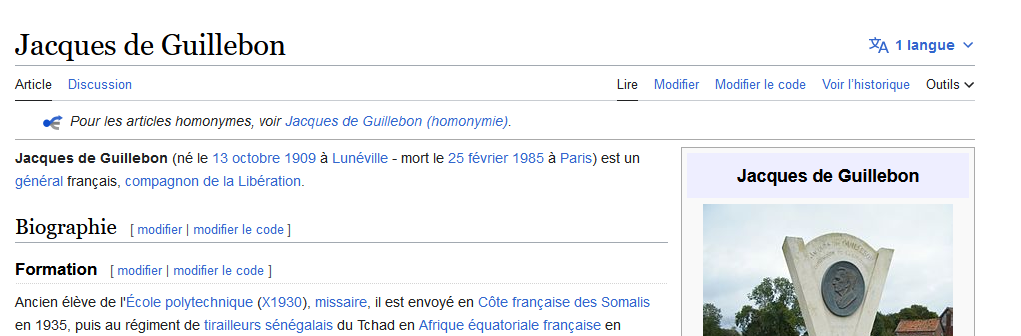 Jacques de Guillebon
1 langue
Article Discussion Lire Modifier Modifier le code Voir l’historique Outils
Pour les articles homonymes, voir Jacques de Guillebon (homonymie).
Jacques de Guillebon (né le 13 octobre 1909 à Lunéville - mort le 25 février 1985 à Paris) est un
général français, compagnon de la Libération.
Jacques de Guillebon
Biographie [ modifier | modifier le code ]
Formation [ modifier | modifier le code ]
Ancien élève de l'École polytechnique (X1930), missaire, il est envoyé en Côte française des Somalis
en 1935, puis au régiment de tirailleurs sénégalais du Tchad en Afrique équatoriale française en